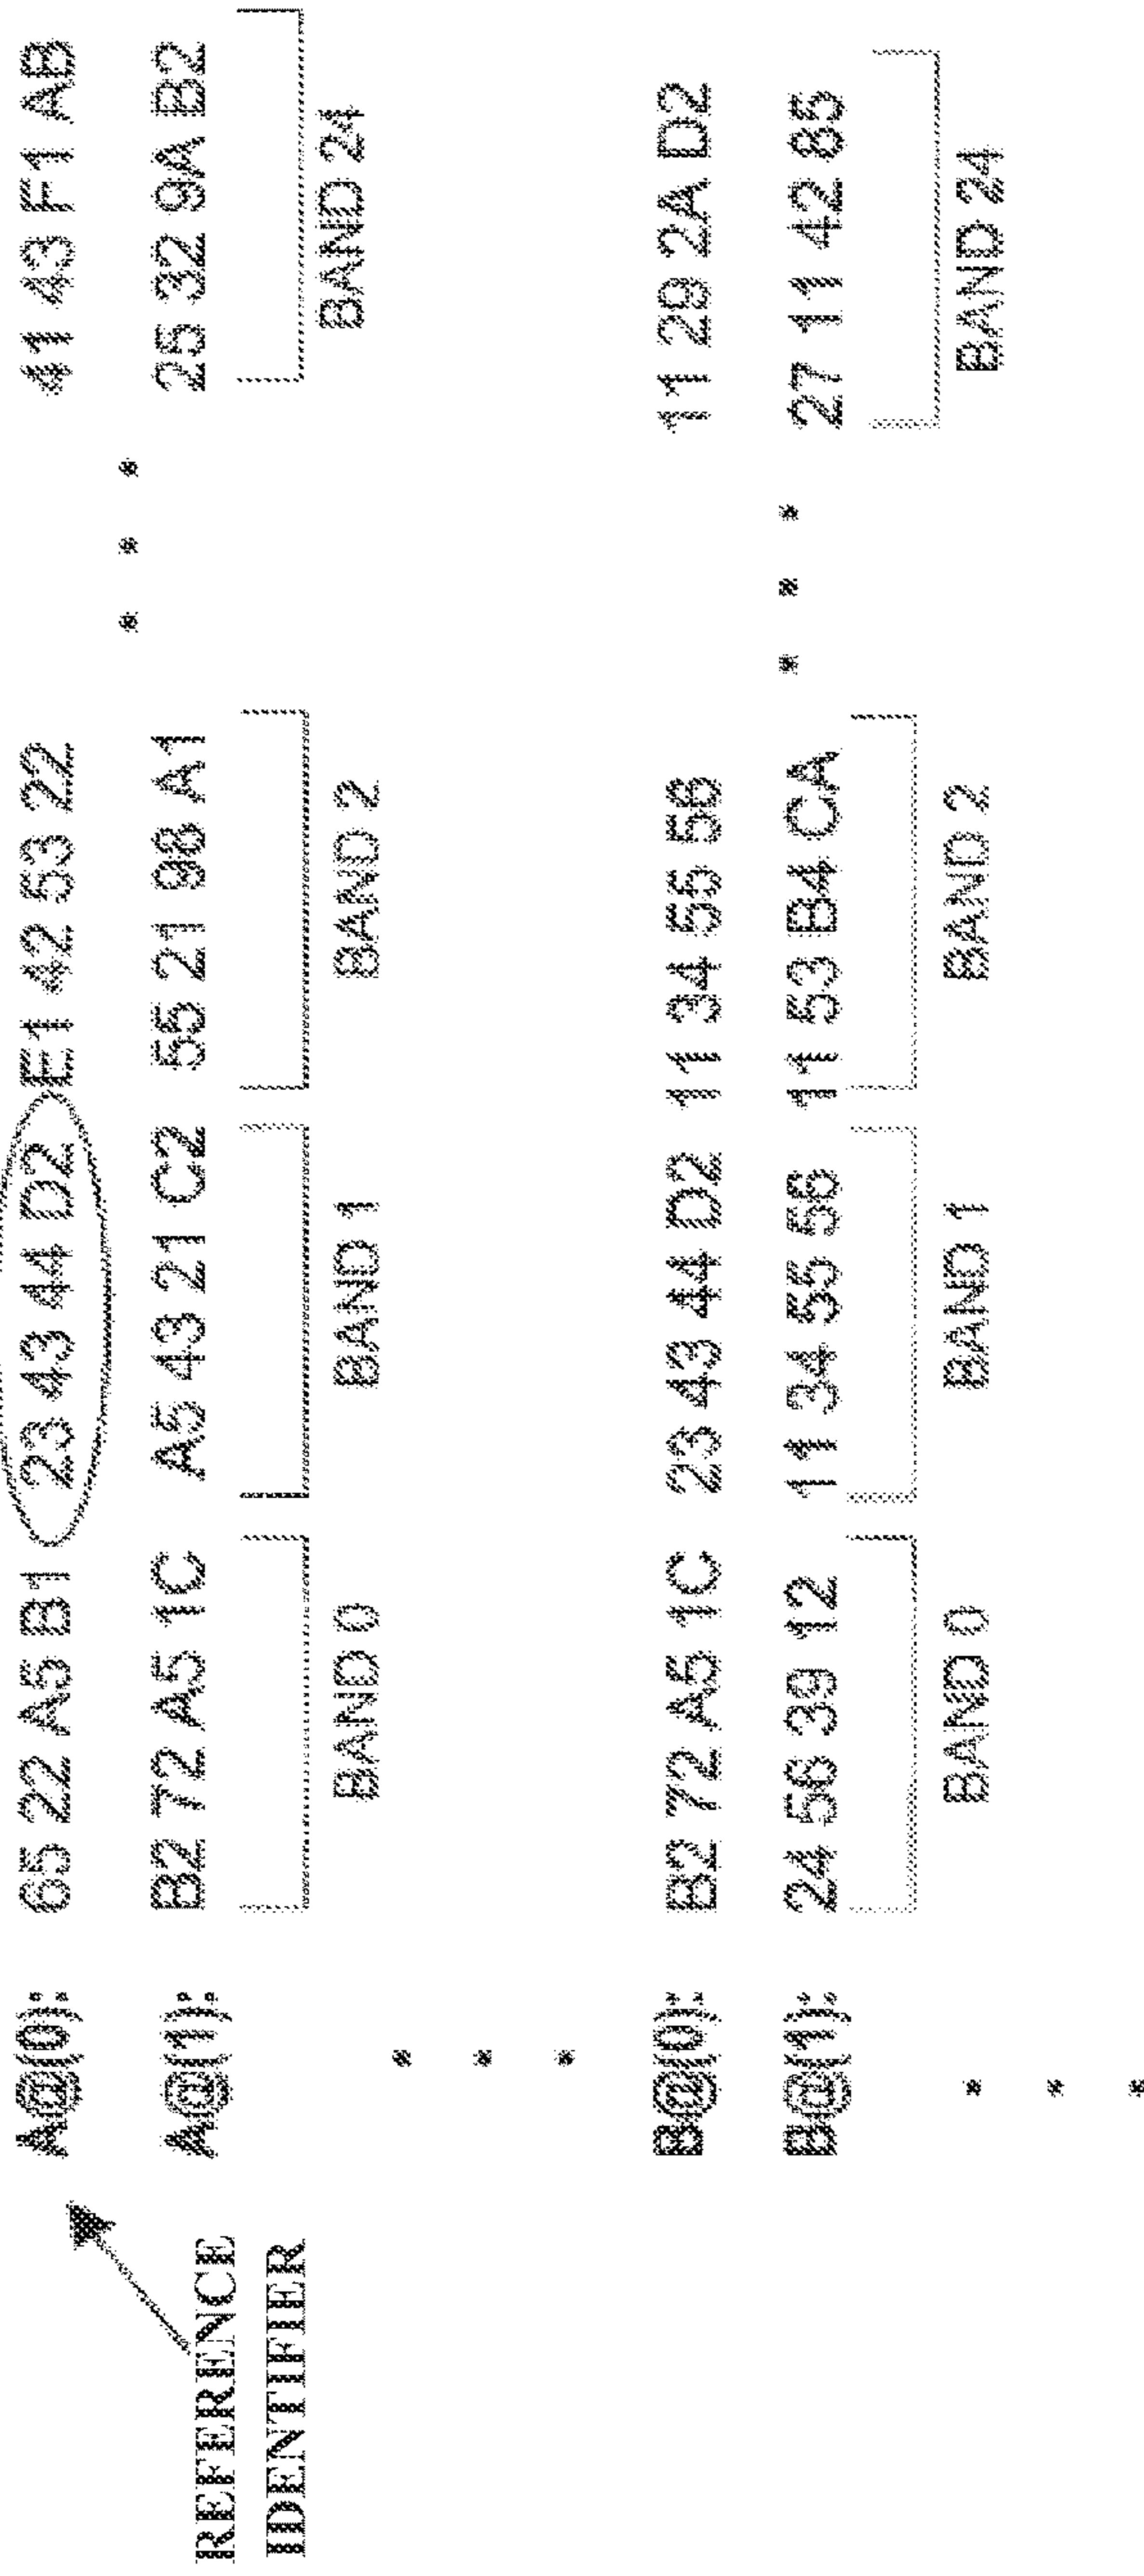 A@(0): 65 22 A5 B1 23 43 44 D2 E1 42 53 22 41 43 F1 AB
A@(1): B2 72 A5 1C A5 43 21 C2 55 21 98 A1 25 32 9A B2
BAND 0 BAND 1 BAND 2 BAND 24
REFERENCE
IDENTIFIER
B@(0): B2 72 A5 1C 23 43 44 D2 11 34 55 56 11 29 2A D2
B@(1): 24 56 39 12 11 34 55 56 11 53 B4 CA 27 11 42 85
BAND 0 BAND 1 BAND 2 BAND 24